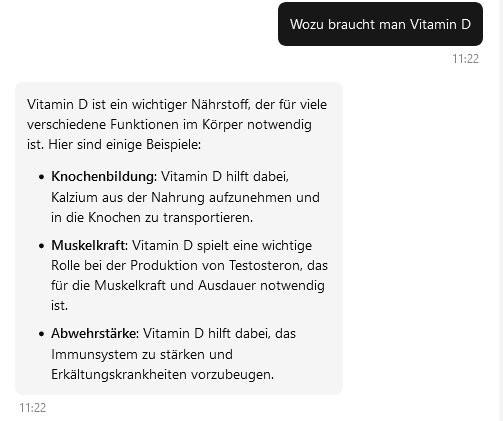 Wozu braucht man Vitamin D
11:22
Vitamin D ist ein wichtiger Nährstoff, der für viele
verschiedene Funktionen im Körper notwendig
ist. Hier sind einige Beispiele:
• Knochenbildung: Vitamin D hilft dabei,
Kalzium aus der Nahrung aufzunehmen und
in die Knochen zu transportieren.
• Muskelkraft: Vitamin D spielt eine wichtige
Rolle bei der Produktion von Testosteron, das
für die Muskelkraft und Ausdauer notwendig
ist.
• Abwehrstärke: Vitamin D hilft dabei, das
Immunsystem zu stärken und
Erkältungskrankheiten vorzubeugen.
11:22